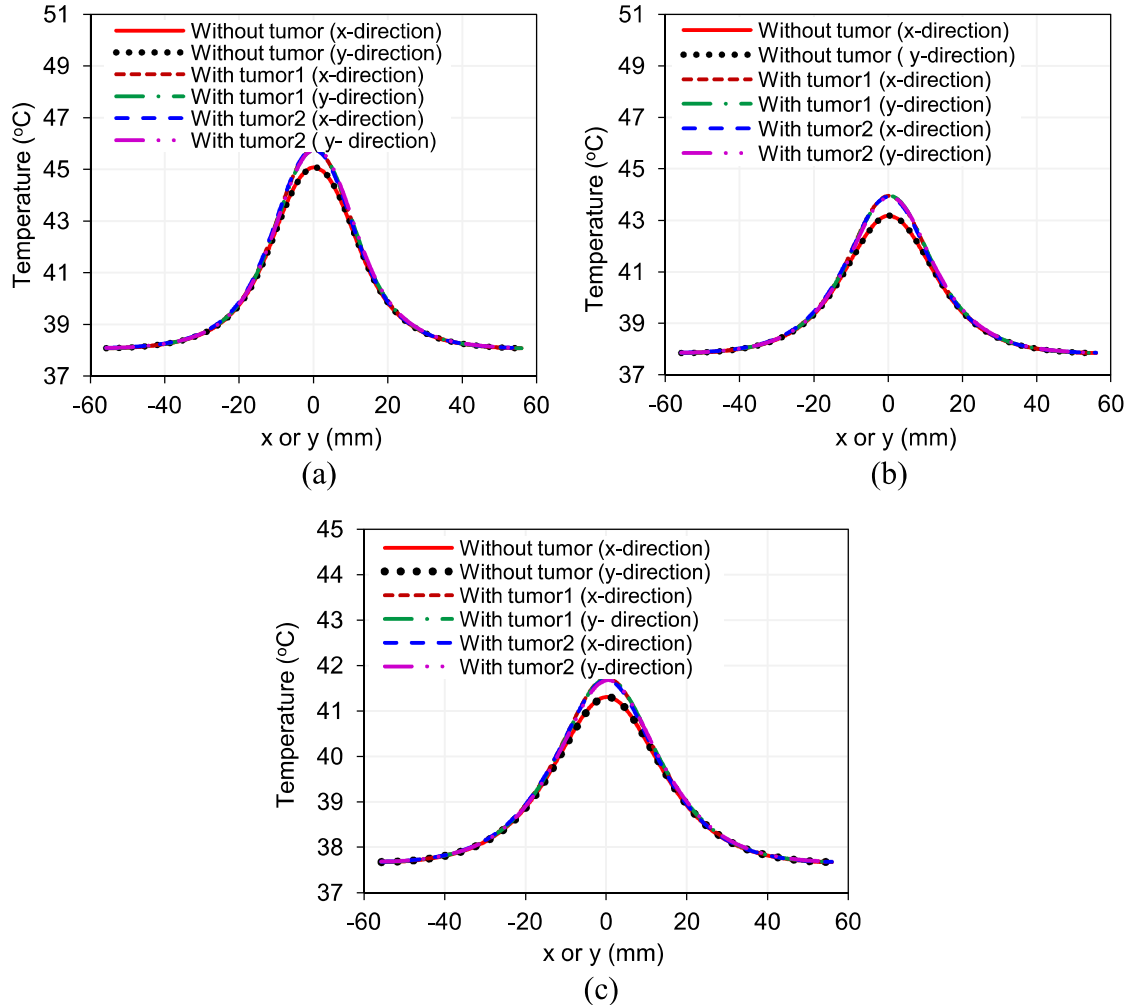 51
49
47
45
43
41
39
37
Temperature (oC)
Without tumor (x-direction)
Without tumor (y-direction)
With tumor1 (x-direction)
With tumor1 (y-direction)
With tumor2 (x-direction)
With tumor2 ( y- direction)
-60 -40 -20 0 20 40 60
x or y (mm)
(a)
51
49
47
45
43
41
39
37
Temperature (oC)
Without tumor (x-direction)
Without tumor ( y-direction)
With tumor1 (x-direction)
With tumor1 (y-direction)
With tumor2 (x-direction)
With tumor2 (y-direction)
-60 -40 -20 0 20 40 60
x or y (mm)
(b)
45
44
43
42
41
40
39
38
37
Temperature (oC)
Without tumor (x-direction)
Without tumor (y-direction)
With tumor1 (x-direction)
With tumor1 (y- direction)
With tumor2 (x-direction)
With tumor2 (y-direction)
-60 -40 -20 0 20 40 60
x or y (mm)
(c)